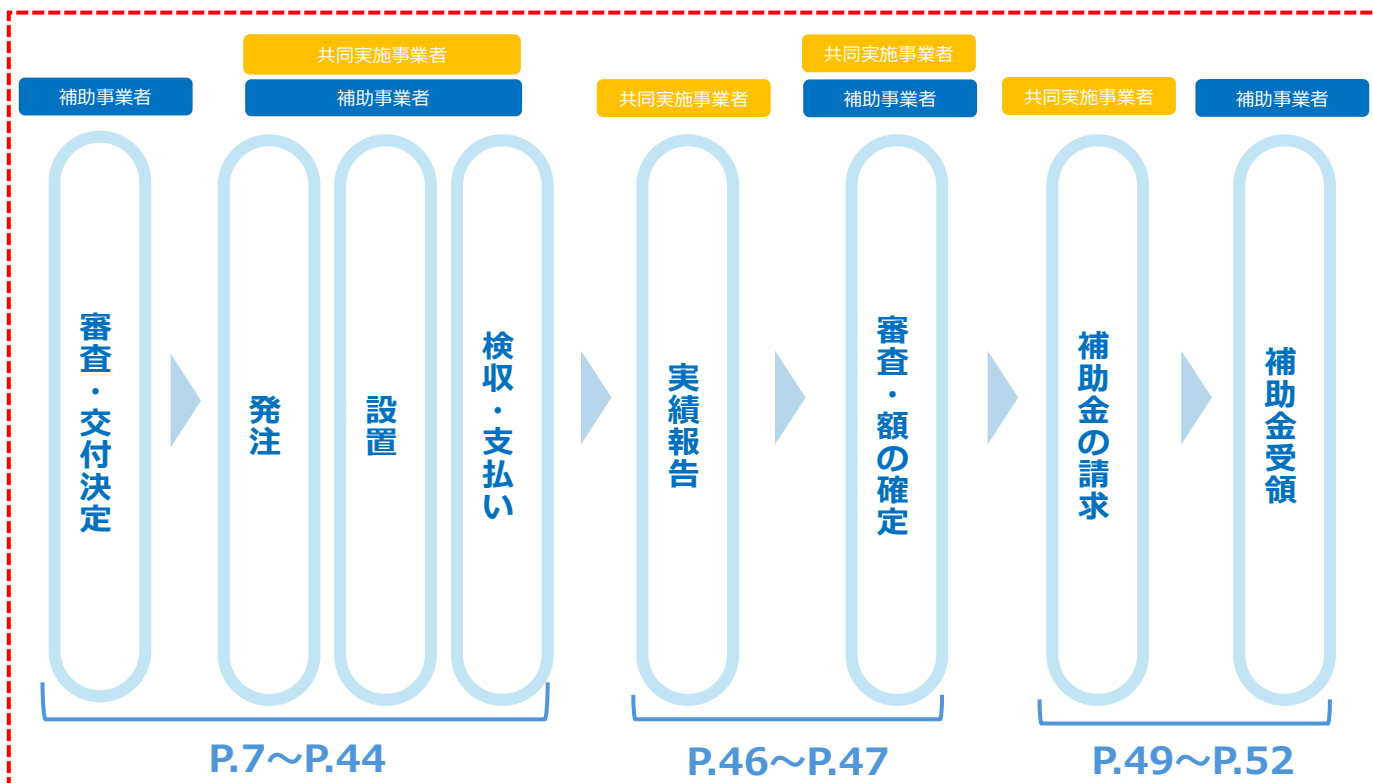 共同実施事業者
共同実施事業者
補助事業者
補助事業者
共同実施事業者
補助事業者
共同実施事業者
補助事業者
審査・交付決定
発注
設置
検収・支払い
実績報告
審査・額の確定
補助金の請求
補助金受領
P.7～P.44
P.46～P.47
P.49～P.52